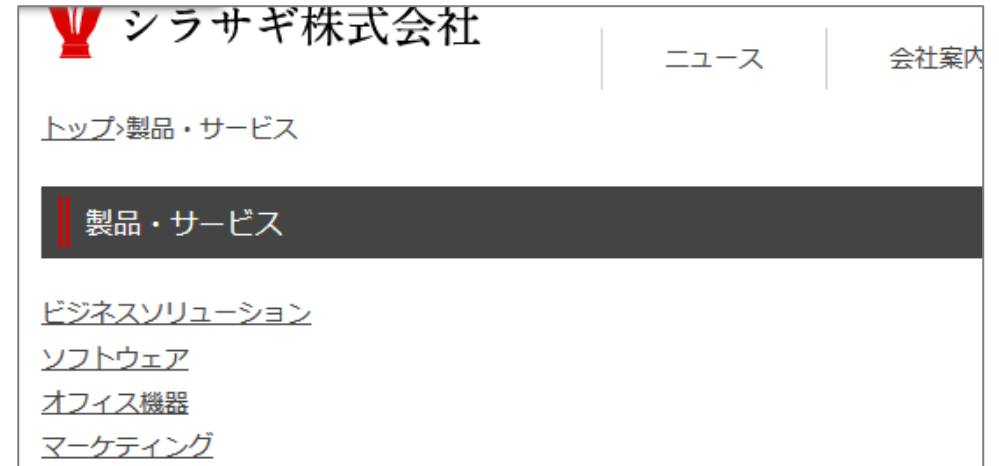 シラサギ株式会社
ニュース
会社案内
トップ›製品・サービス
製品・サービス
ビジネスソリューション
ソフトウェア
オフィス機器
マーケティング